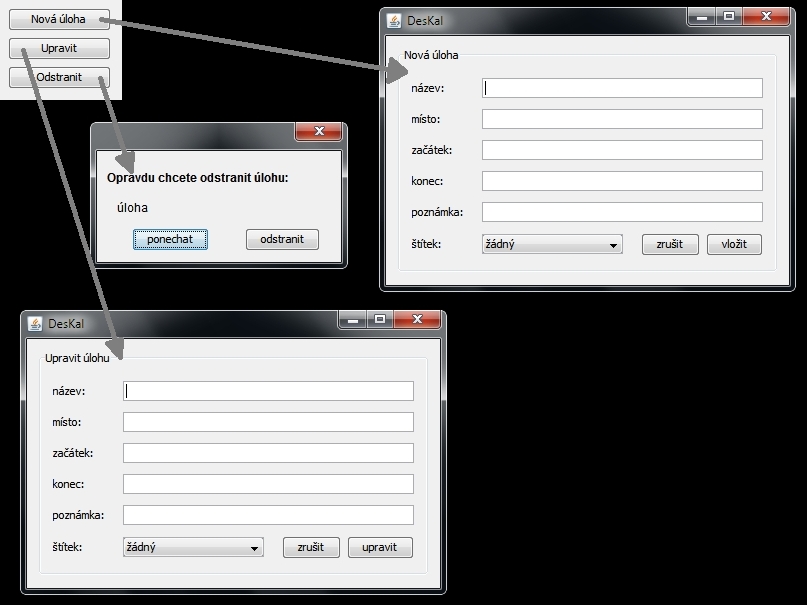 Nová úloha
Upravit
Odstranit
DesKal
Nová úloha
název:
místo:
začátek:
konec:
poznámka:
štítek: žádný zrušit vložit
Opravdu chcete odstranit úlohu:
úloha
ponechat odstranit
DesKal
Upravit úlohu
název:
místo:
začátek:
konec:
poznámka:
štítek: žádný zrušit upravit